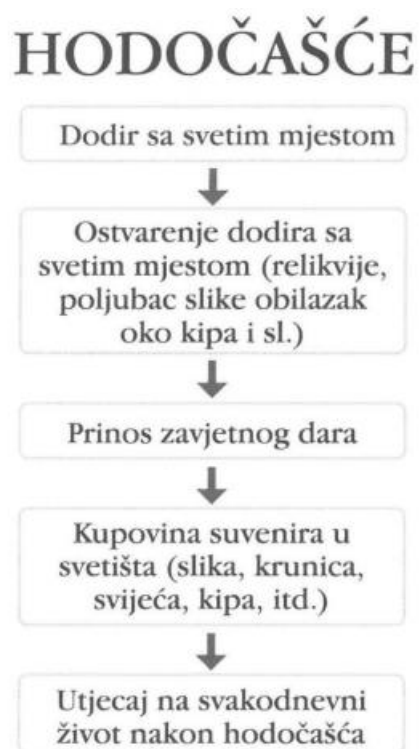 HODOČAŠĆE
Dodir sa svetim mjestom
Ostvarenje dodira sa
svetim mjestom (relikvije,
poljubac slike obilazak
oko kipa i sl.)
Prinos zavjetnog dara
Kupovina suvenira u
svetišta (slika, krunica,
svijeća, kipa, itd.)
Utjecaj na svakodnevni
život nakon hodočašća